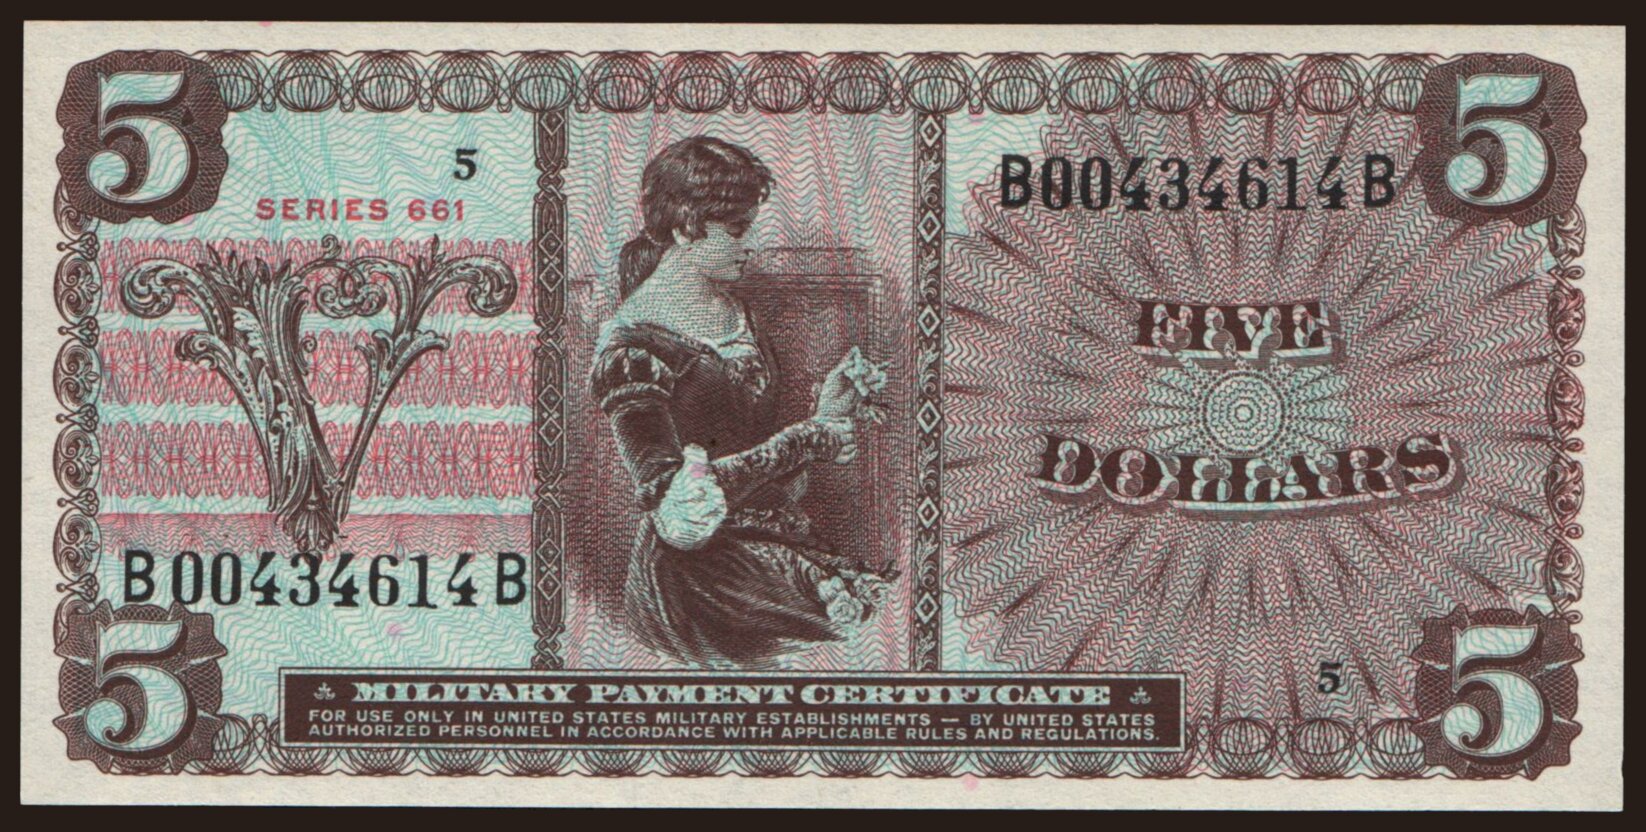 5
5
5
SERIES 661
B00434614B
V
FIVE
DOLLARS
B00434614B
5
5
5
MILITARY PAYMENT CERTIFICATE
FOR USE ONLY IN UNITED STATES MILITARY ESTABLISHMENTS — BY UNITED STATES
AUTHORIZED PERSONNEL IN ACCORDANCE WITH APPLICABLE RULES AND REGULATIONS.